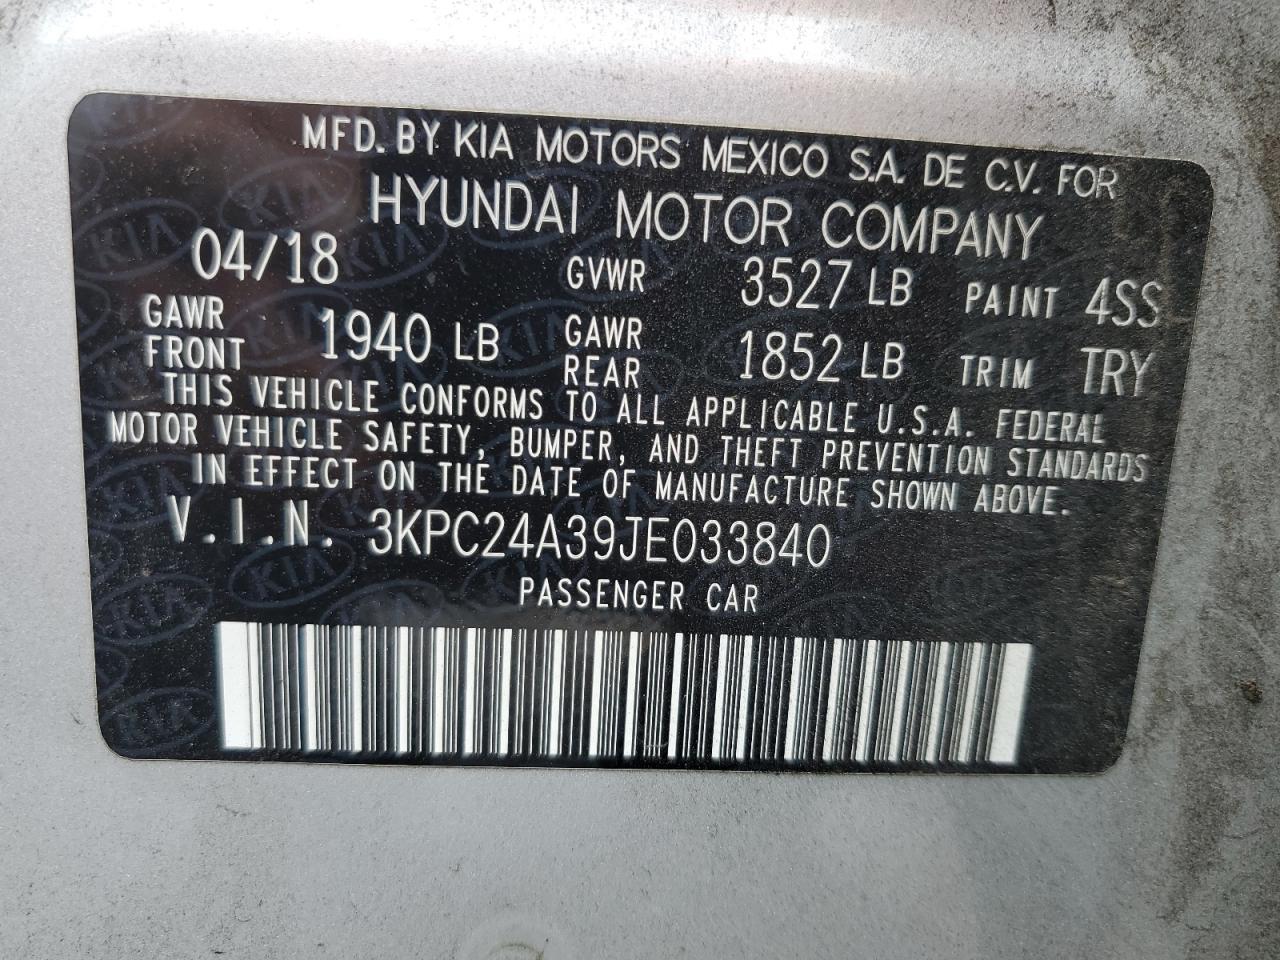 MFD. BY KIA MOTORS MEXICO S.A. DE C.V. FOR
HYUNDAI MOTOR COMPANY
04/18 GVWR 3527 LB PAINT 4SS
GAWR FRONT 1940 LB GAWR REAR 1852 LB TRIM TRY
THIS VEHICLE CONFORMS TO ALL APPLICABLE U.S.A. FEDERAL
MOTOR VEHICLE SAFETY, BUMPER, AND THEFT PREVENTION STANDARDS
IN EFFECT ON THE DATE OF MANUFACTURE SHOWN ABOVE.
V.I.N. 3KPC24A39JE033840
PASSENGER CAR